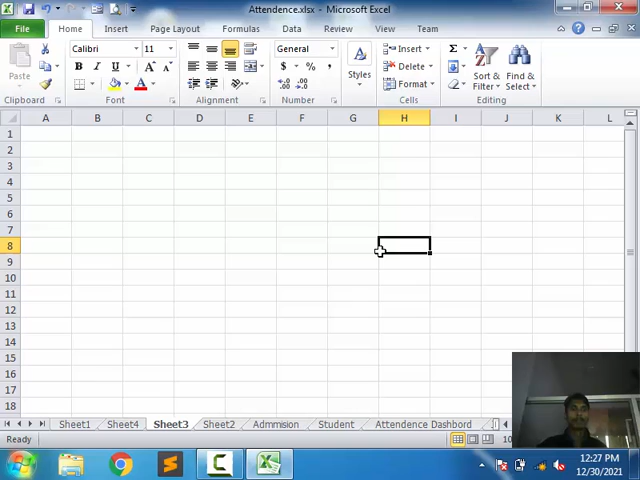 Attendence.xlsx - Microsoft Excel
File Home Insert Page Layout Formulas Data Review View Team
Paste
Clipboard
Calibri 11
B I U
Font
Alignment
General
$ % ,
Number
Styles
Insert
Delete
Format
Cells
Σ
Sort & Filter
Find & Select
Editing
A B C D E F G H I J K L
1
2
3
4
5
6
7
8
9
10
11
12
13
14
15
16
17
18
Sheet1 Sheet4 Sheet3 Sheet2 Admmision Student Attendence Dashbord
Ready
10
12:27 PM
12/30/2021